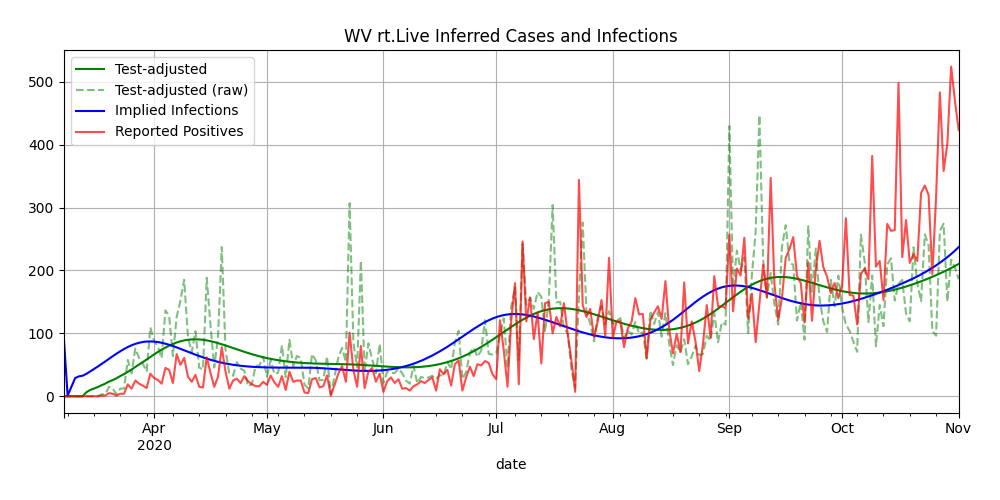 WV rt.Live Inferred Cases and Infections
Test-adjusted
Test-adjusted (raw)
Implied Infections
Reported Positives
500
400
300
200
100
0
Apr
2020
May
Jun
Jul
Aug
Sep
Oct
Nov
date